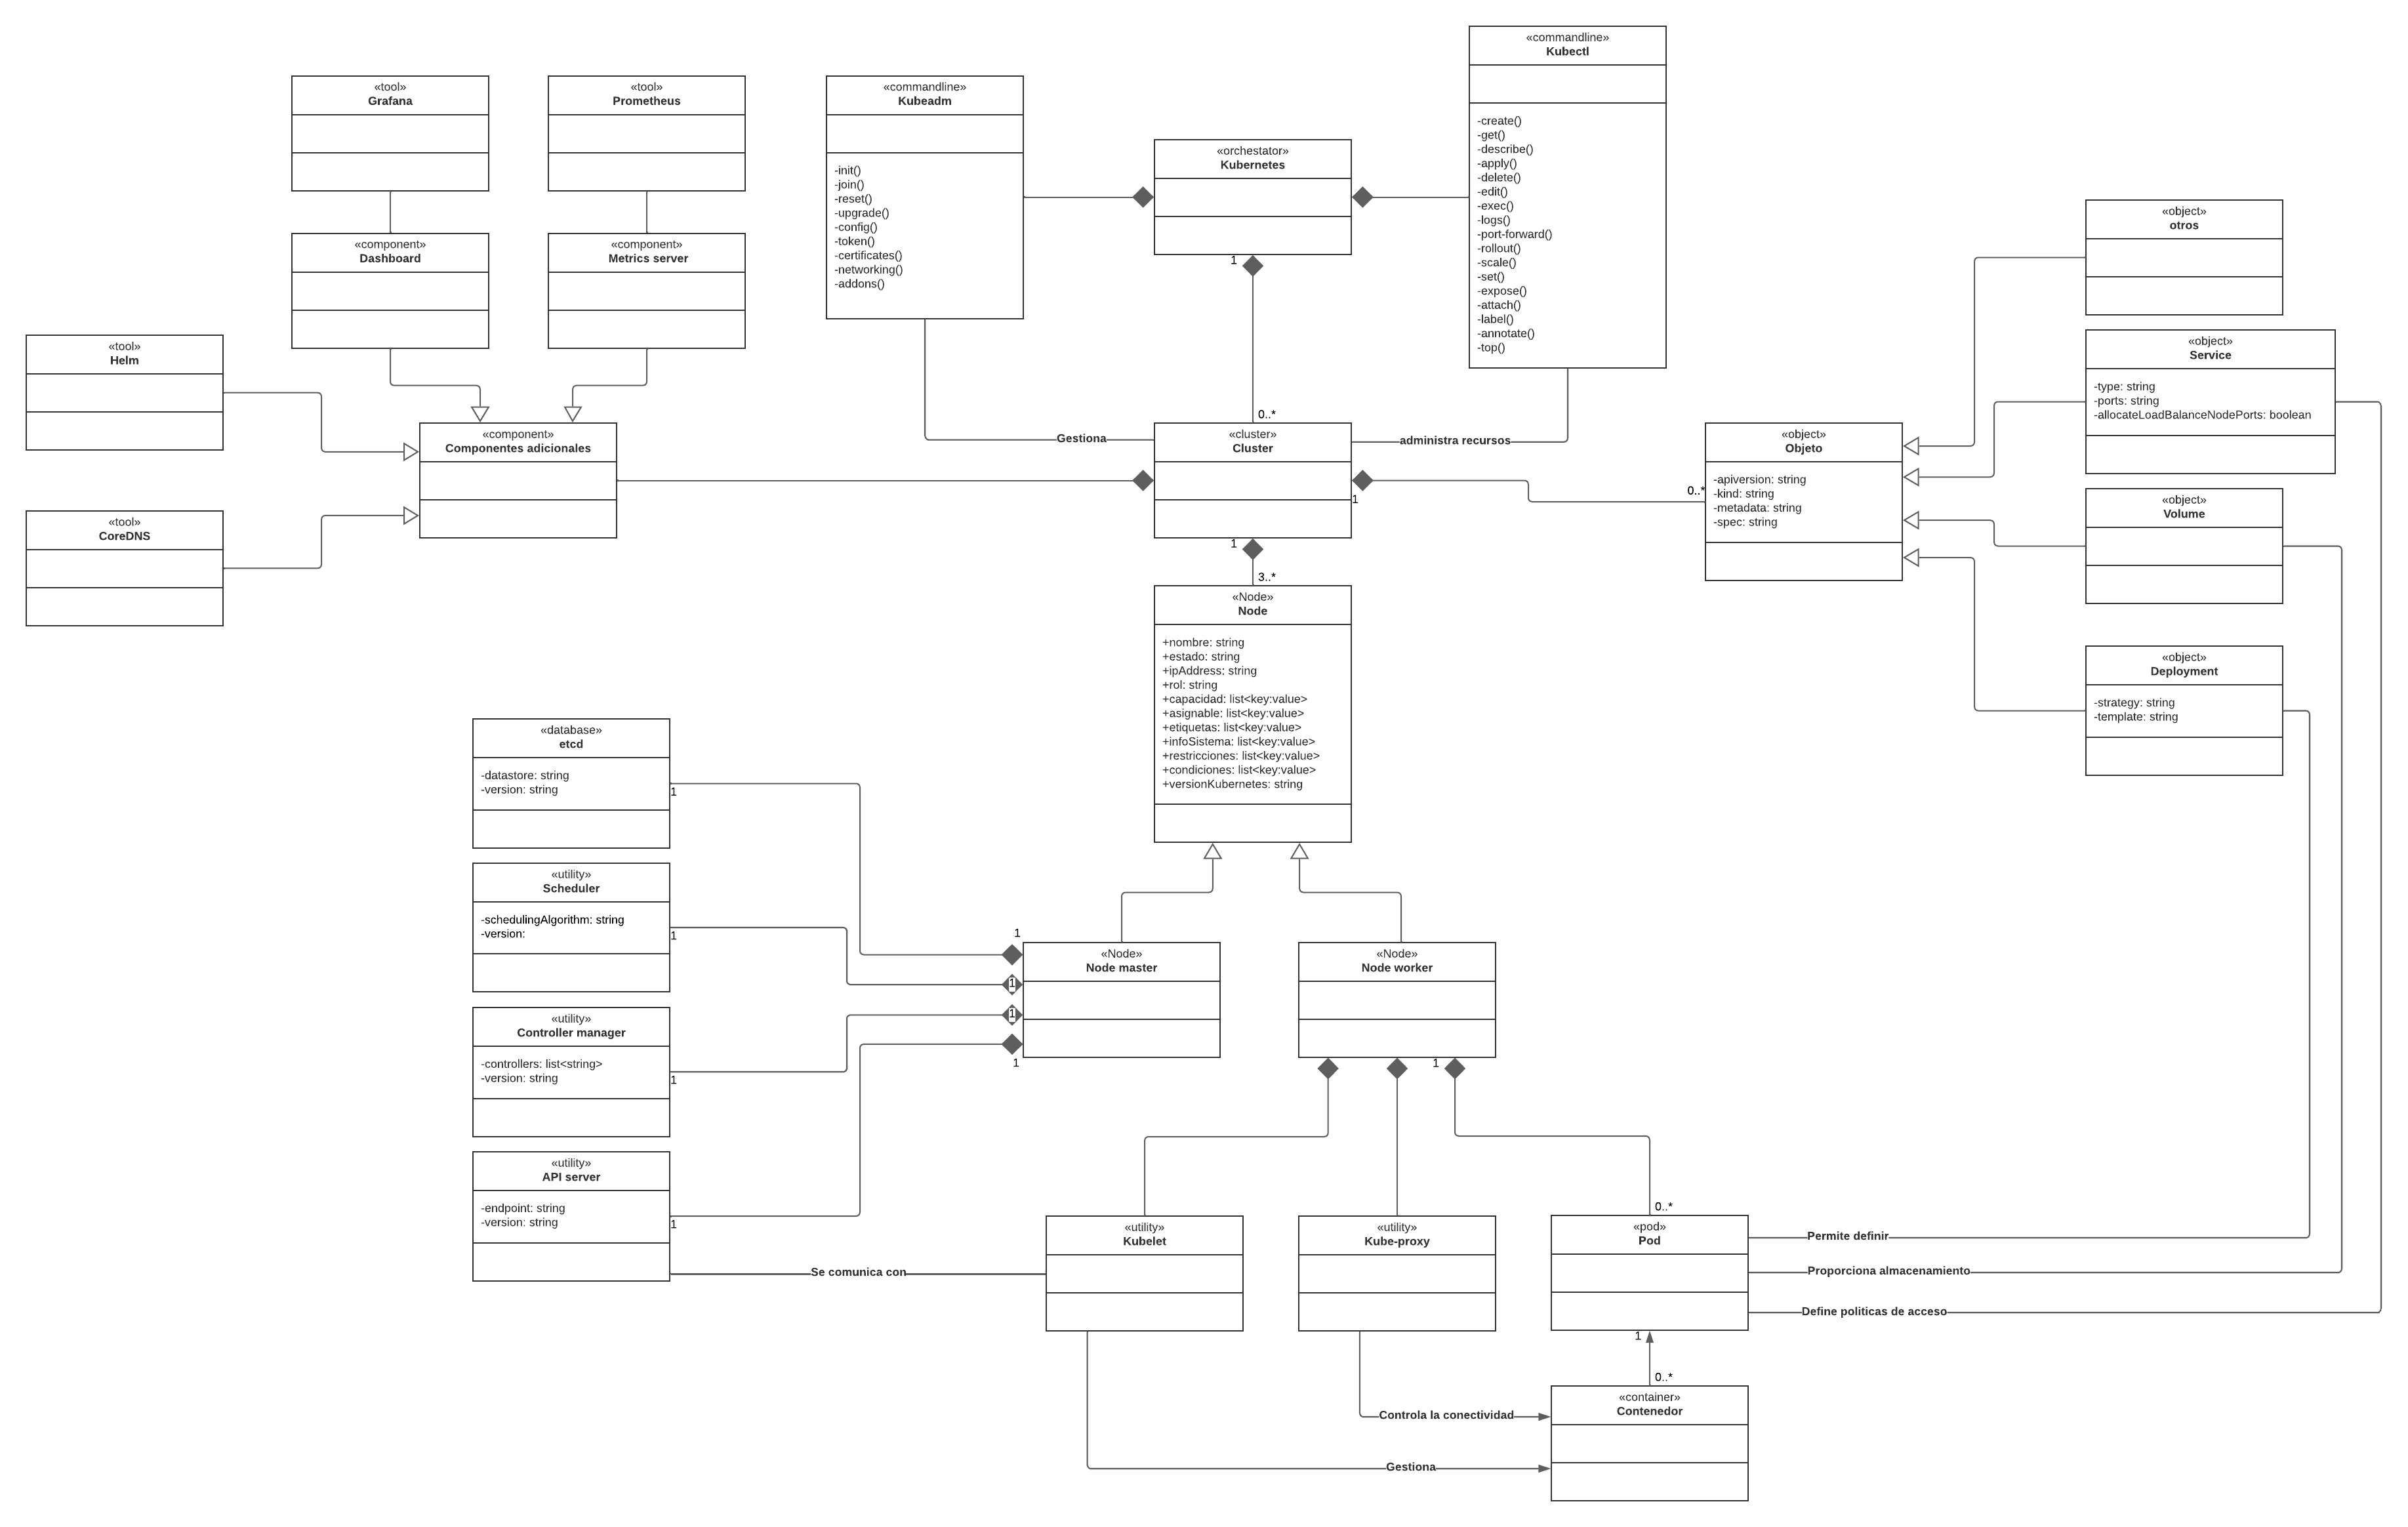 «commandline»
Kubectl
-create()
-get()
-describe()
-apply()
-delete()
-edit()
-exec()
-logs()
-port-forward()
-rollout()
-scale()
-set()
-expose()
-attach()
-label()
-annotate()
-top()
«tool»
Grafana
«tool»
Prometheus
«commandline»
Kubeadm
-init()
-join()
-reset()
-upgrade()
-config()
-token()
-certificates()
-networking()
-addons()
«orchestator»
Kubernetes
1
0..*
«component»
Dashboard
«component»
Metrics server
«tool»
Helm
«tool»
CoreDNS
«component»
Componentes adicionales
Gestiona
administra recursos
«cluster»
Cluster
1
0..*
1
3..*
«object»
Objeto
-apiversion: string
-kind: string
-metadata: string
-spec: string
«object»
otros
«object»
Service
-type: string
-ports: string
-allocateLoadBalanceNodePorts: boolean
«object»
Volume
«object»
Deployment
-strategy: string
-template: string
«Node»
Node
+nombre: string
+estado: string
+ipAddress: string
+rol: string
+capacidad: list<key:value>
+asignable: list<key:value>
+etiquetas: list<key:value>
+infoSistema: list<key:value>
+restricciones: list<key:value>
+condiciones: list<key:value>
+versionKubernetes: string
«database»
etcd
-datastore: string
-version: string
1
«utility»
Scheduler
-schedulingAlgorithm: string
-version:
1
«utility»
Controller manager
-controllers: list<string>
-version: string
1
«utility»
API server
-endpoint: string
-version: string
1
1
1
1
1
«Node»
Node master
«Node»
Node worker
1
0..*
Se comunica con
«utility»
Kubelet
«utility»
Kube-proxy
«pod»
Pod
Permite definir
Proporciona almacenamiento
Define politicas de acceso
1
0..*
Controla la conectividad
Gestiona
«container»
Contenedor